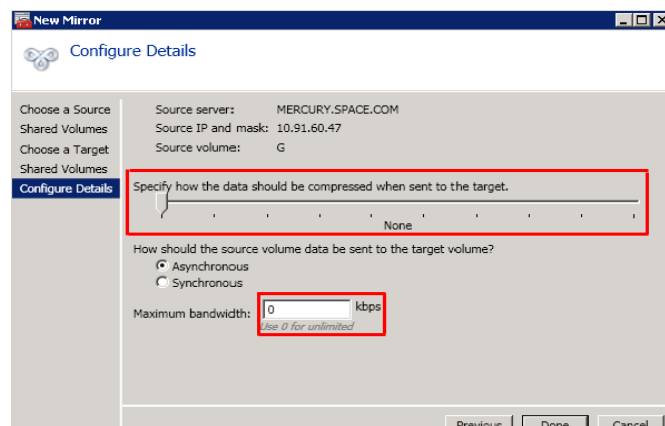 New Mirror
Configure Details
Choose a Source
Shared Volumes
Choose a Target
Shared Volumes
Configure Details
Source server: MERCURY.SPACE.COM
Source IP and mask: 10.91.60.47
Source volume: G
Specify how the data should be compressed when sent to the target.
None
How should the source volume data be sent to the target volume?
Asynchronous
Synchronous
Maximum bandwidth: 0 kbps
Use 0 for unlimited
Previous Done Cancel